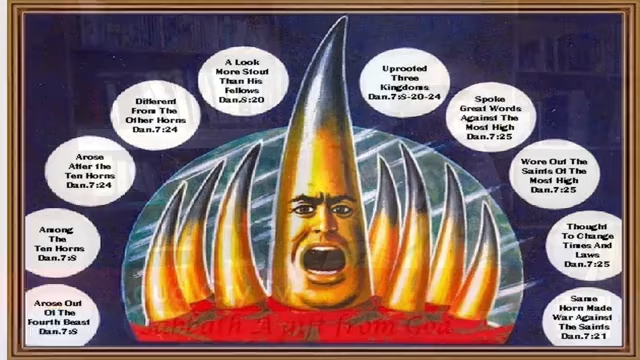 A Look
More Stout
Than His
Fellows
Dan.8:20
Uprooted
Three
Kingdoms
Dan.7:8-20-24
Different
From The
Other Horns
Dan.7:24
Spoke
Great Words
Against The
Most High
Dan.7:25
Arose
After the
Ten Horns
Dan.7:24
Wore Out The
Saints Of The
Most High
Dan.7:25
Among
The
Ten Horns
Dan.7:8
Thought
To Change
Times And
Laws
Dan.7:25
Arose Out
Of The
Fourth Beast
Dan.7:8
Same
Horn Made
War Against
The Saints
Dan.7:21
Sabbath A gift from God